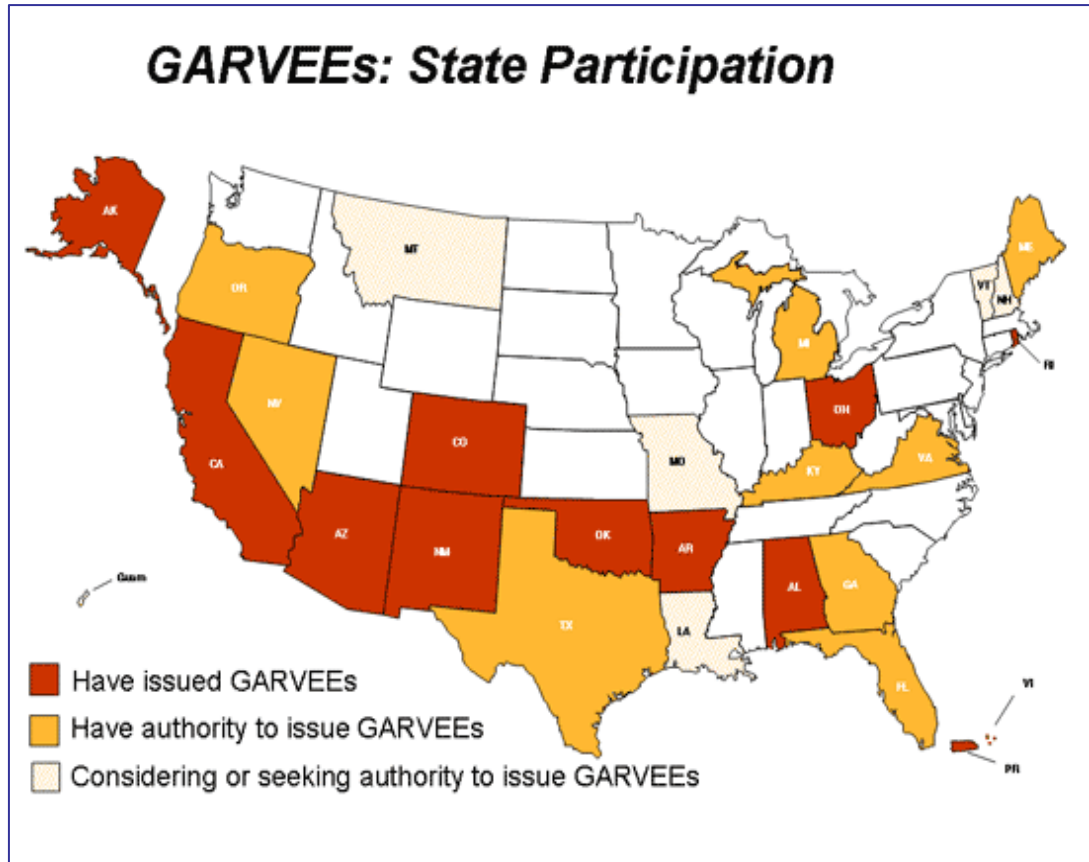 GARVEEs: State Participation
AK
MT
ME
OR
VT
NH
MI
RI
NV
OH
CO
CA
MO
KY
VA
AZ
NM
OK
AR
AL
GA
Guam
TX
LA
FL
VI
PR
Have issued GARVEEs
Have authority to issue GARVEEs
Considering or seeking authority to issue GARVEEs